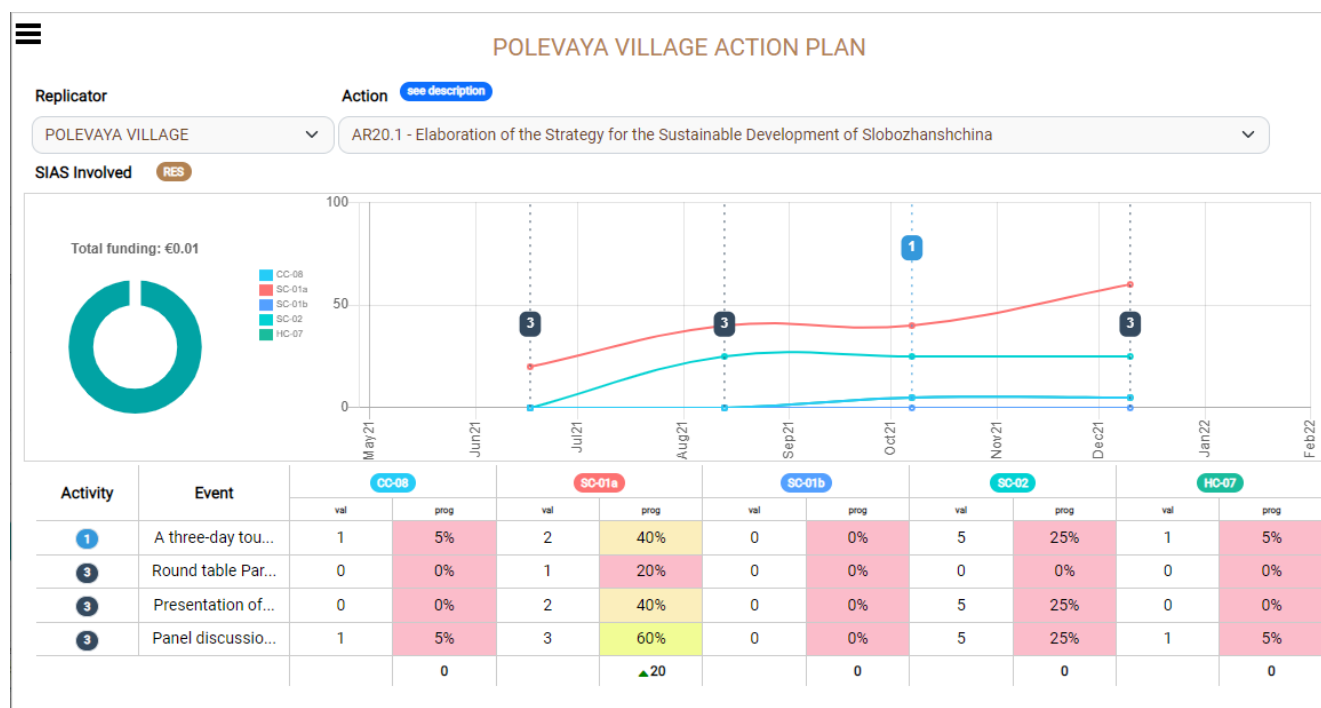 POLEVAYA VILLAGE ACTION PLAN
Replicator
Action see description
POLEVAYA VILLAGE
AR20.1 - Elaboration of the Strategy for the Sustainable Development of Slobozhanshchina
SIAS Involved RES
Total funding: €0.01
CC-08
SC-01a
SC-01b
SC-02
HC-07
100
50
0
1
3
3
3
May21
Jun21
Jul21
Aug21
Sep21
Oct21
Nov21
Dec21
Jan22
Feb22
Activity Event CC-08 SC-01a SC-01b SC-02 HC-07
val prog val prog val prog val prog val prog
1 A three-day tou... 1 5% 2 40% 0 0% 5 25% 1 5%
3 Round table Par... 0 0% 1 20% 0 0% 0 0% 0 0%
3 Presentation of... 0 0% 2 40% 0 0% 5 25% 0 0%
3 Panel discussio... 1 5% 3 60% 0 0% 5 25% 1 5%
0 ▲20 0 0 0